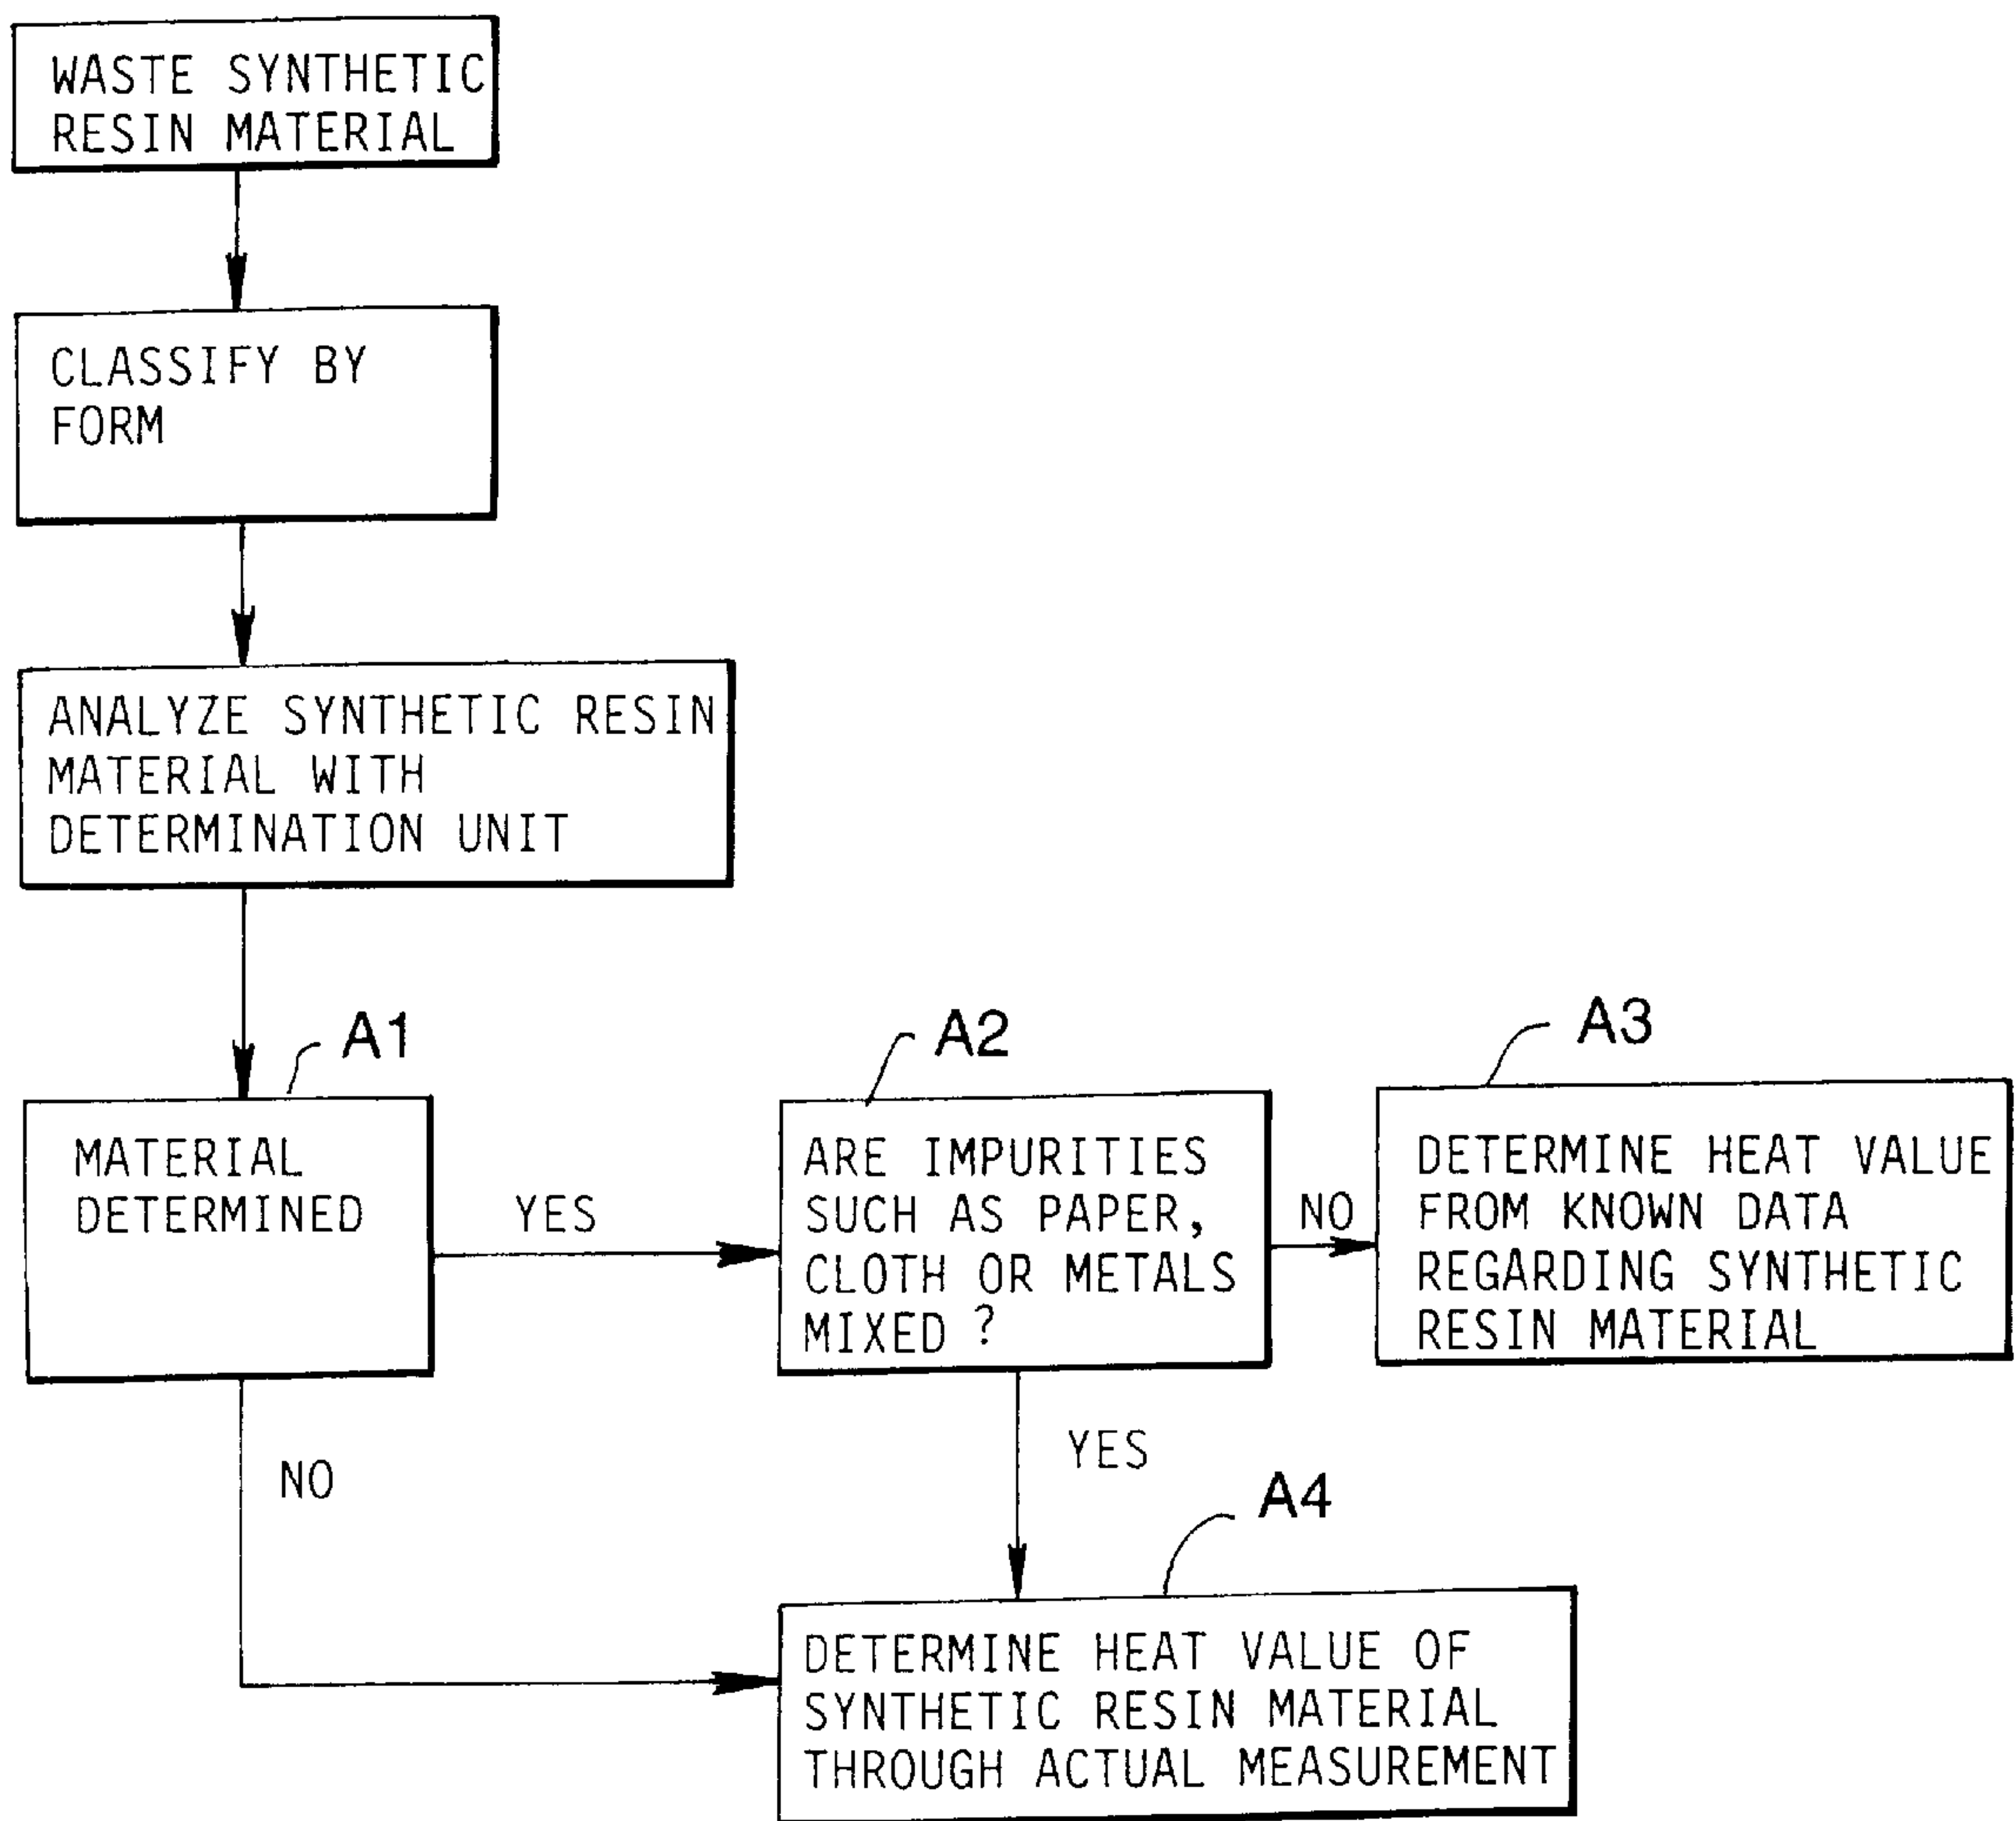 WASTE SYNTHETIC
RESIN MATERIAL
CLASSIFY BY
FORM
ANALYZE SYNTHETIC RESIN
MATERIAL WITH
DETERMINATION UNIT
A1
MATERIAL
DETERMINED
YES
NO
A2
ARE IMPURITIES
SUCH AS PAPER,
CLOTH OR METALS
MIXED ?
NO
YES
A3
DETERMINE HEAT VALUE
FROM KNOWN DATA
REGARDING SYNTHETIC
RESIN MATERIAL
A4
DETERMINE HEAT VALUE OF
SYNTHETIC RESIN MATERIAL
THROUGH ACTUAL MEASUREMENT